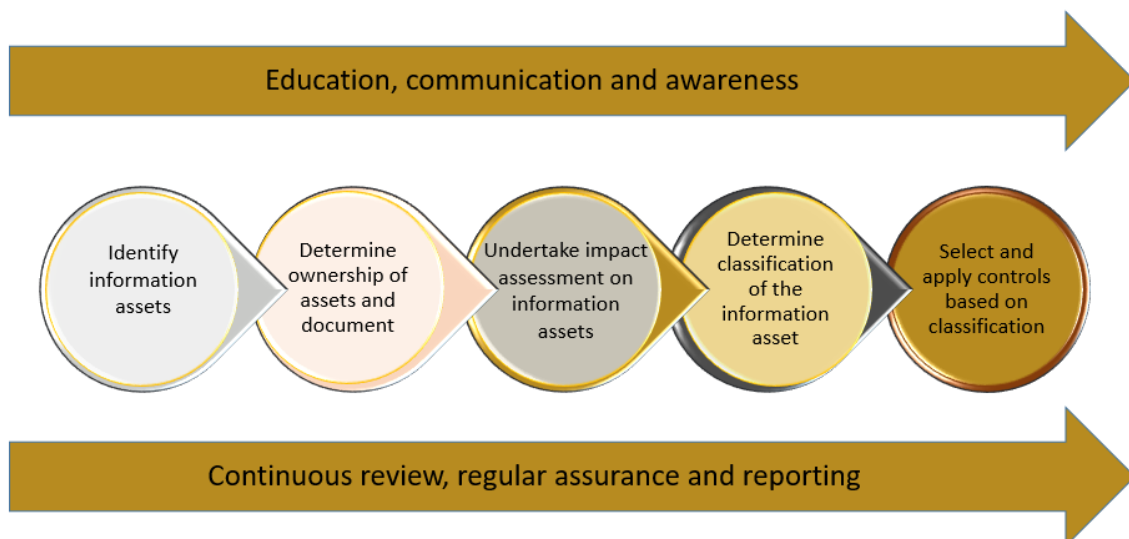 Education, communication and awareness
Identify
information
assets
Determine
ownership of
assets and
document
Undertake impact
assessment on
information
assets
Determine
classification
of the
information
asset
Select and
apply controls
based on
classification
Continuous review, regular assurance and reporting